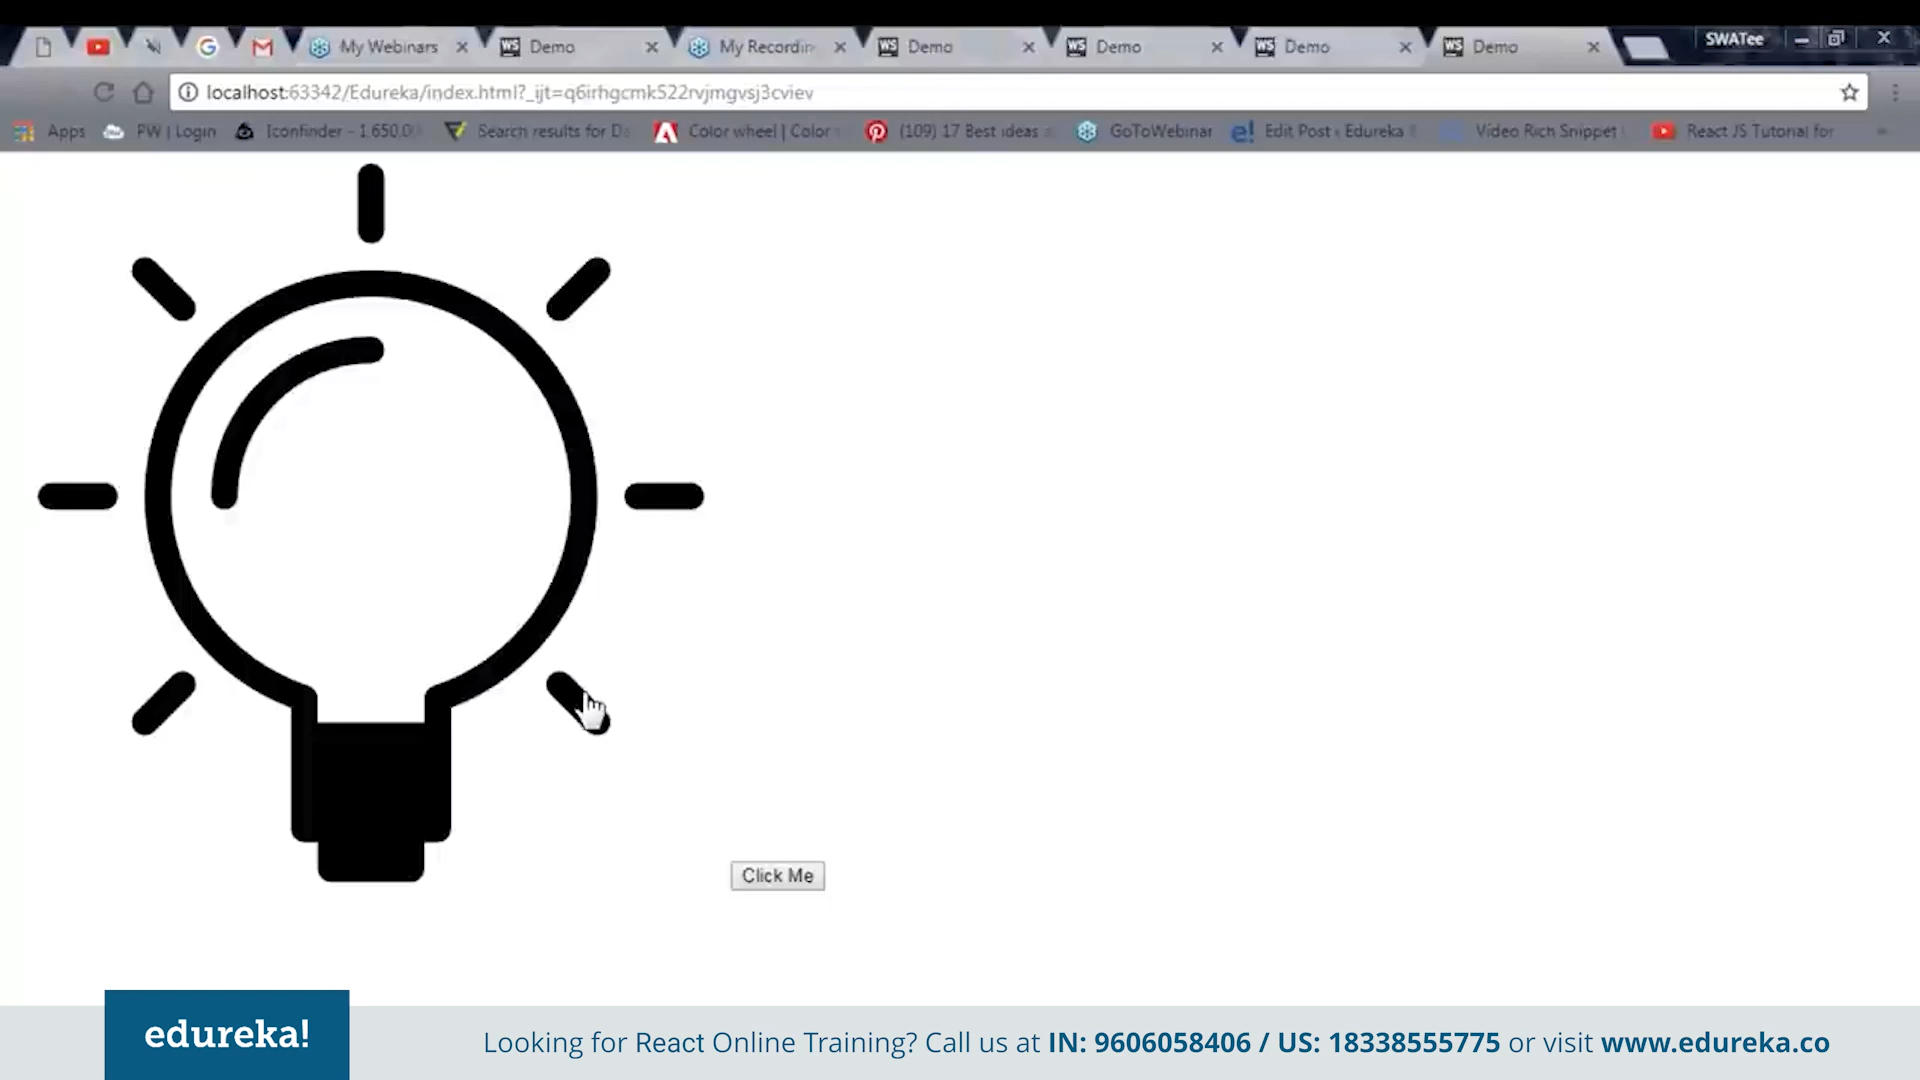 My Webinars
Demo
My Recordin
Demo
Demo
Demo
Demo
SWATee
localhost:63342/Edureka/index.html?_ijt=q6irhgcmk522rvjmgvsj3cviev
Apps
PW | Login
Iconfinder - 1,650,0
Search results for D
Color wheel | Color
(109) 17 Best ideas
GoToWebinar
Edit Post ‹ Edureka
Video Rich Snippet
React JS Tutorial for
Click Me
edureka!
Looking for React Online Training? Call us at IN: 9606058406 / US: 18338555775 or visit www.edureka.co